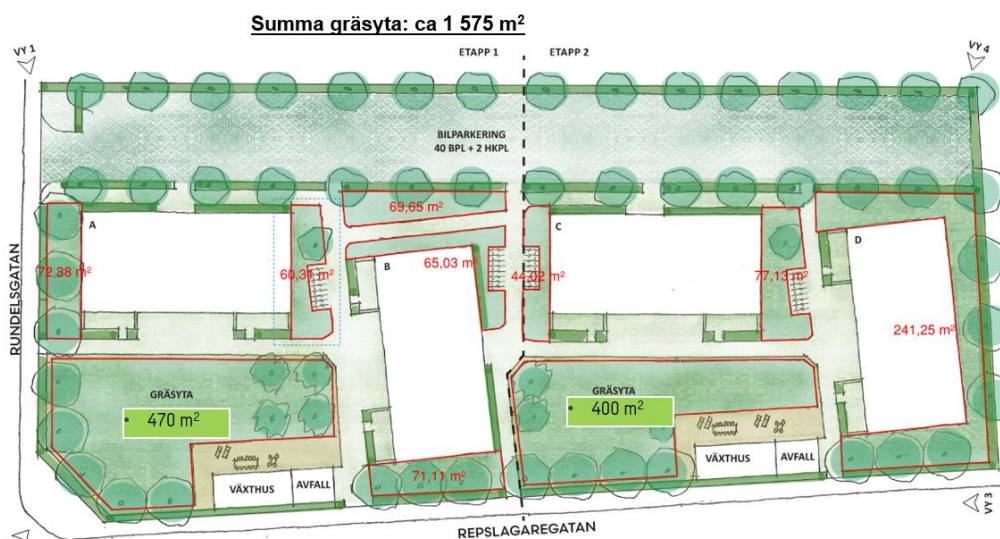 Summa gräsyta: ca 1 575 m²
VY 1
ETAPP 1
ETAPP 2
VY 4
BILPARKERING
40 BPL + 2 HKPL
69,65 m²
A
C
D
B
65,03 m²
72,38 m²
60,31 m²
44,02 m²
77,13 m²
241,25 m²
RUNDELSGATAN
GRÄSYTA
470 m²
GRÄSYTA
400 m²
VÄXTHUS
AVFALL
71,11 m²
VÄXTHUS
AVFALL
VY 3
REPSLAGAREGATAN